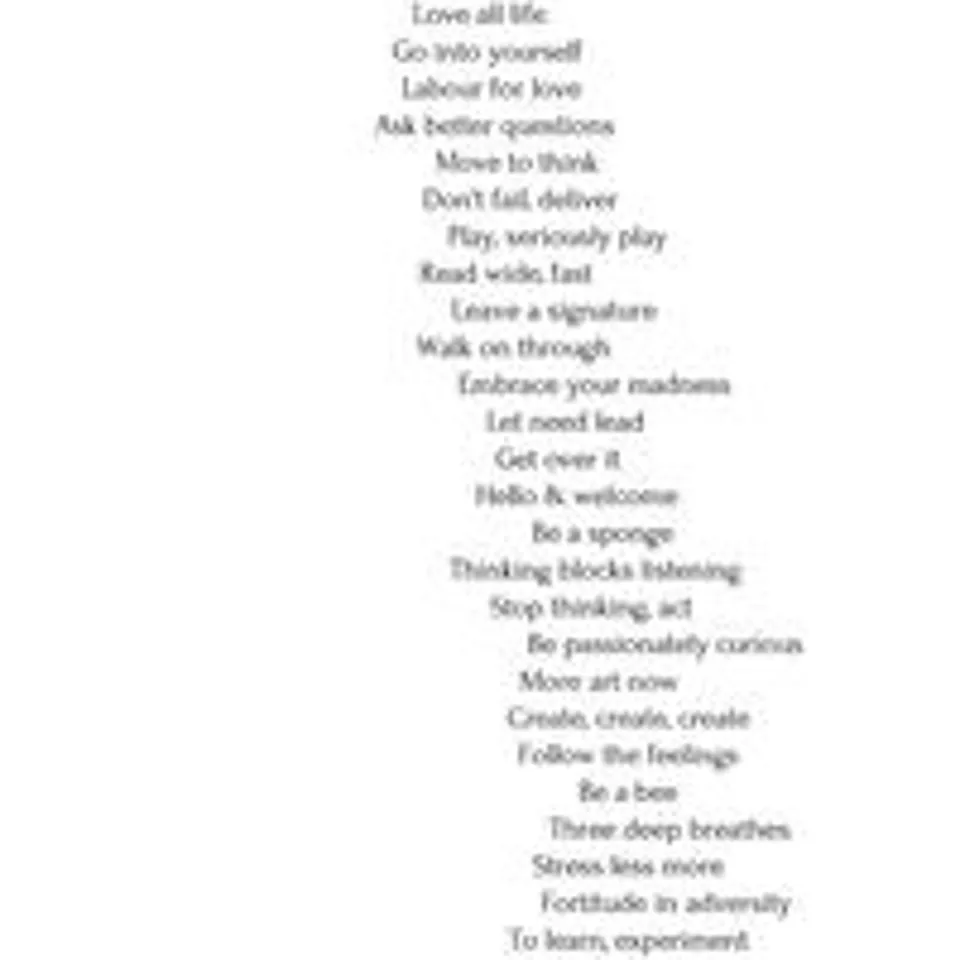 Love all life
Go into yourself
Labour for love
Ask better questions
Move to think
Don't fail, deliver
Play, seriously play
Read wide, fast
Leave a signature
Walk on through
Embrace your madness
Let need lead
Get over it
Hello & welcome
Be a sponge
Thinking blocks listening
Stop thinking, act
Be passionately curious
More art now
Create, create, create
Follow the feelings
Be a bee
Three deep breathes
Stress less more
Fortitude in adversity
To learn, experiment